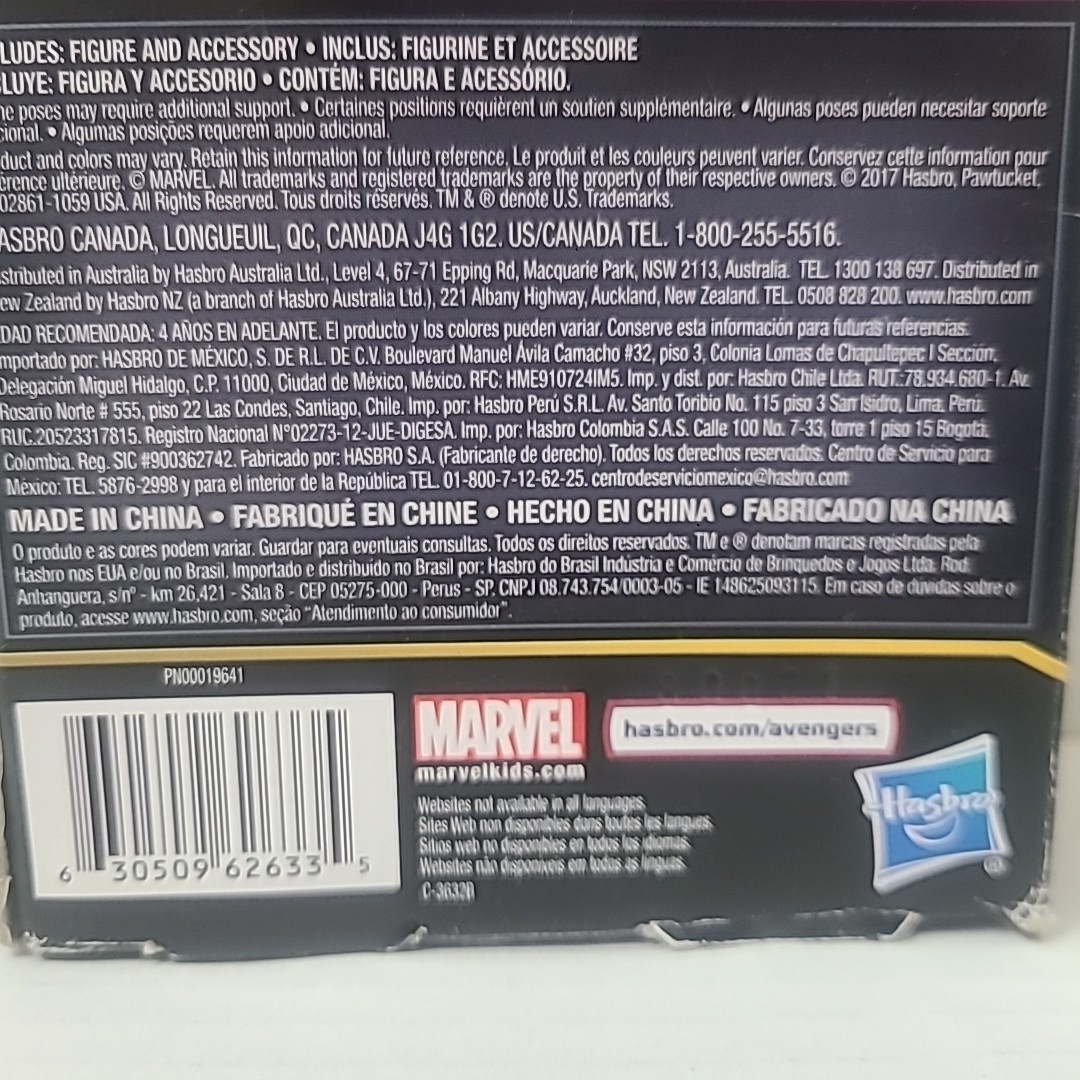 LUDES: FIGURE AND ACCESSORY • INCLUS: FIGURINE ET ACCESSOIRE
LUYE: FIGURA Y ACCESORIO • CONTÉM: FIGURA E ACESSÓRIO.
ne poses may require additional support. • Certaines positions requièrent un soutien supplémentaire. • Algunas poses pueden necesitar soporte
cional. • Algumas posições requerem apoio adicional.
duct and colors may vary. Retain this information for future reference. Le produit et les couleurs peuvent varier. Conservez cette information pour
érence ultérieure. © MARVEL. All trademarks and registered trademarks are the property of their respective owners. © 2017 Hasbro, Pawtucket,
02861-1059 USA. All Rights Reserved. Tous droits réservés. TM & ® denote U.S. Trademarks.
ASBRO CANADA, LONGUEUIL, QC, CANADA J4G 1G2. US/CANADA TEL. 1-800-255-5516.
stributed in Australia by Hasbro Australia Ltd., Level 4, 67-71 Epping Rd, Macquarie Park, NSW 2113, Australia. TEL. 1300 138 697. Distributed in
ew Zealand by Hasbro NZ (a branch of Hasbro Australia Ltd.), 221 Albany Highway, Auckland, New Zealand. TEL. 0508 828 200. www.hasbro.com
DAD RECOMENDADA: 4 AÑOS EN ADELANTE. El producto y los colores pueden variar. Conserve esta información para futuras referencias.
mportado por: HASBRO DE MÉXICO, S. DE R.L. DE C.V. Boulevard Manuel Ávila Camacho #32, piso 3, Colonia Lomas de Chapultepec I Sección,
Delegación Miguel Hidalgo, C.P. 11000, Ciudad de México, México. RFC: HME910724IM5. Imp. y dist. por: Hasbro Chile Ltda. RUT.:78.934.680-1. Av.
Rosario Norte # 555, piso 22 Las Condes, Santiago, Chile. Imp. por: Hasbro Perú S.R.L. Av. Santo Toribio No. 115 piso 3 San Isidro, Lima. Perú.
RUC.20523317815. Registro Nacional N°02273-12-JUE-DIGESA. Imp. por: Hasbro Colombia S.A.S. Calle 100 No. 7-33, torre 1 piso 15 Bogotá,
Colombia. Reg. SIC #900362742. Fabricado por: HASBRO S.A. (Fabricante de derecho). Todos los derechos reservados. Centro de Servicio para
México: TEL. 5876-2998 y para el interior de la República TEL. 01-800-7-12-62-25. centrodeserviciomexico@hasbro.com
MADE IN CHINA • FABRIQUÉ EN CHINE • HECHO EN CHINA • FABRICADO NA CHINA
O produto e as cores podem variar. Guardar para eventuais consultas. Todos os direitos reservados. TM e ® denotam marcas registradas pela
Hasbro nos EUA e/ou no Brasil. Importado e distribuído no Brasil por: Hasbro do Brasil Indústria e Comércio de Brinquedos e Jogos Ltda. Rod.
Anhanguera, s/nº - km 26,421 - Sala 8 - CEP 05275-000 - Perus - SP. CNPJ 08.743.754/0003-05 - IE 148625093115. Em caso de dúvidas sobre o
produto, acesse www.hasbro.com, seção "Atendimento ao consumidor".
PN00019641
MARVEL
marvelkids.com
hasbro.com/avengers
Hasbro
Websites not available in all languages.
Sites Web non disponibles dans toutes les langues.
Sitios web no disponibles en todos los idiomas.
Websites não disponíveis em todas as línguas.
C-3632B
6 30509 62633 5